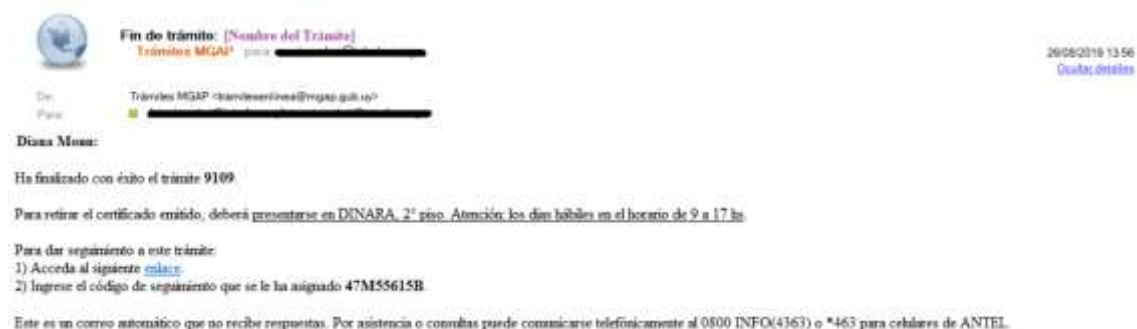 Fin de trámite: [Nombre del Trámite]
Trámites MGAP para
26/08/2019 13:56
Ocultar detalles
De: Trámites MGAP <tramitesenlinea@mgap.gub.uy>
Para:
Diana Moun:
Ha finalizado con éxito el trámite 9109.
Para retirar el certificado emitido, deberá presentarse en DINARA, 2° piso. Atención: los días hábiles en el horario de 9 a 17 hs.
Para dar seguimiento a este trámite:
1) Acceda al siguiente enlace.
2) Ingrese el código de seguimiento que se le ha asignado 47M55615B.
Este es un correo automático que no recibe respuestas. Por asistencia o consultas puede comunicarse telefónicamente al 0800 INFO(4363) o *463 para celulares de ANTEL.